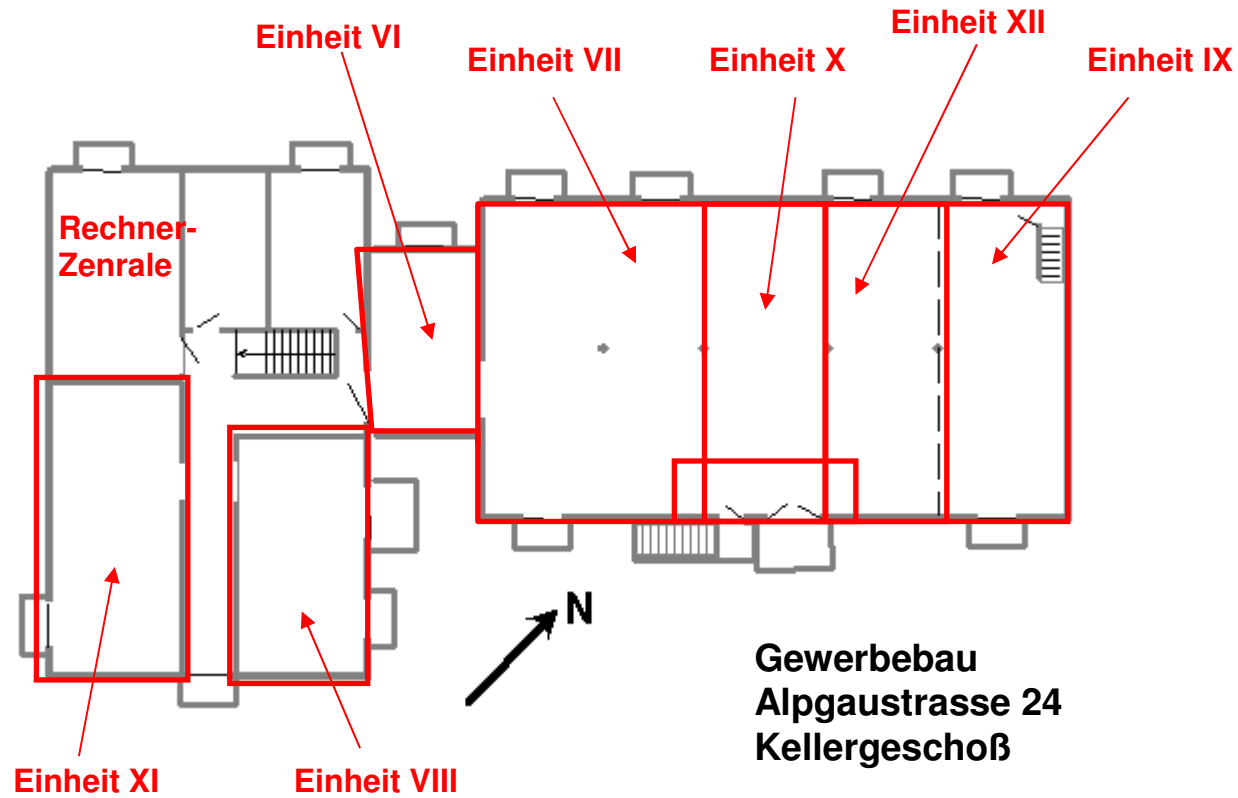 Einheit VI
Einheit VII
Einheit X
Einheit XII
Einheit IX
Rechner-
Zenrale
N
Gewerbebau
Alpgaustrasse 24
Kellergeschoß
Einheit XI
Einheit VIII